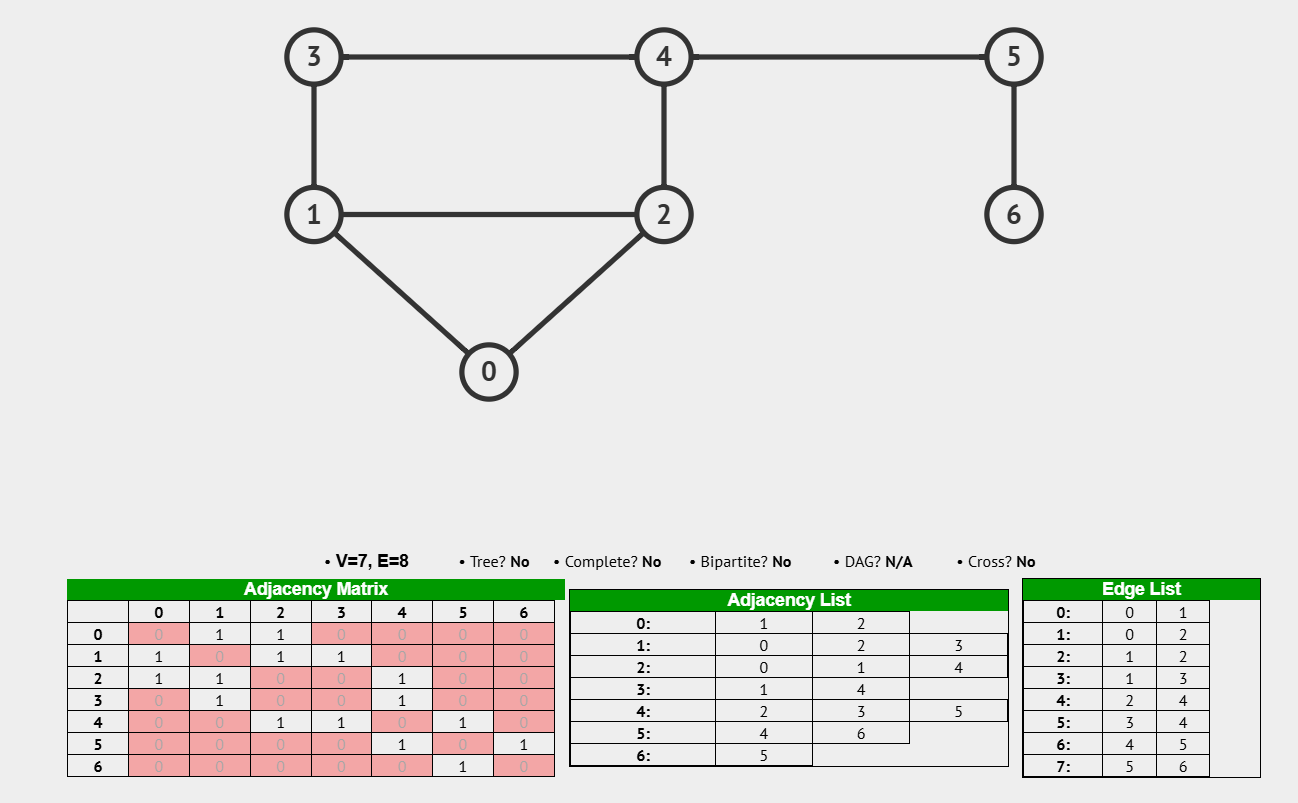 3 4 5
1 2 6
0
• V=7, E=8 • Tree? No • Complete? No • Bipartite? No • DAG? N/A • Cross? No
Adjacency Matrix
0 1 2 3 4 5 6
0 0 1 1 0 0 0 0
1 1 0 1 1 0 0 0
2 1 1 0 0 1 0 0
3 0 1 0 0 1 0 0
4 0 0 1 1 0 1 0
5 0 0 0 0 1 0 1
6 0 0 0 0 0 1 0
Adjacency List
0: 1 2
1: 0 2 3
2: 0 1 4
3: 1 4
4: 2 3 5
5: 4 6
6: 5
Edge List
0: 0 1
1: 0 2
2: 1 2
3: 1 3
4: 2 4
5: 3 4
6: 4 5
7: 5 6